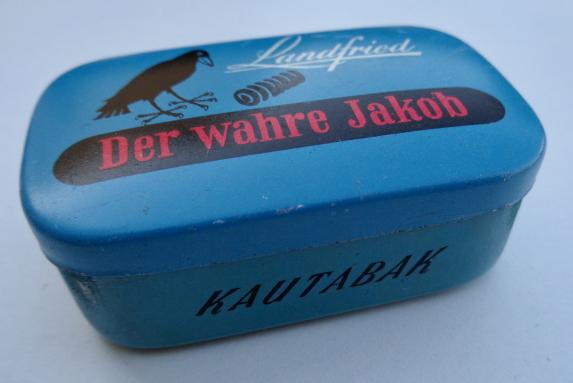 Landfried
Der wahre Jakob
KAUTABAK